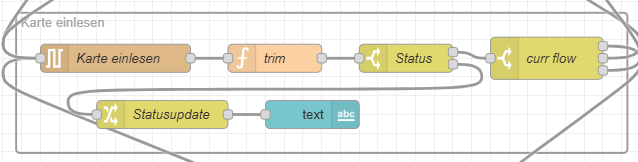 Karte einlesen
Karte einlesen
trim
Status
curr flow
Statusupdate
text
abc